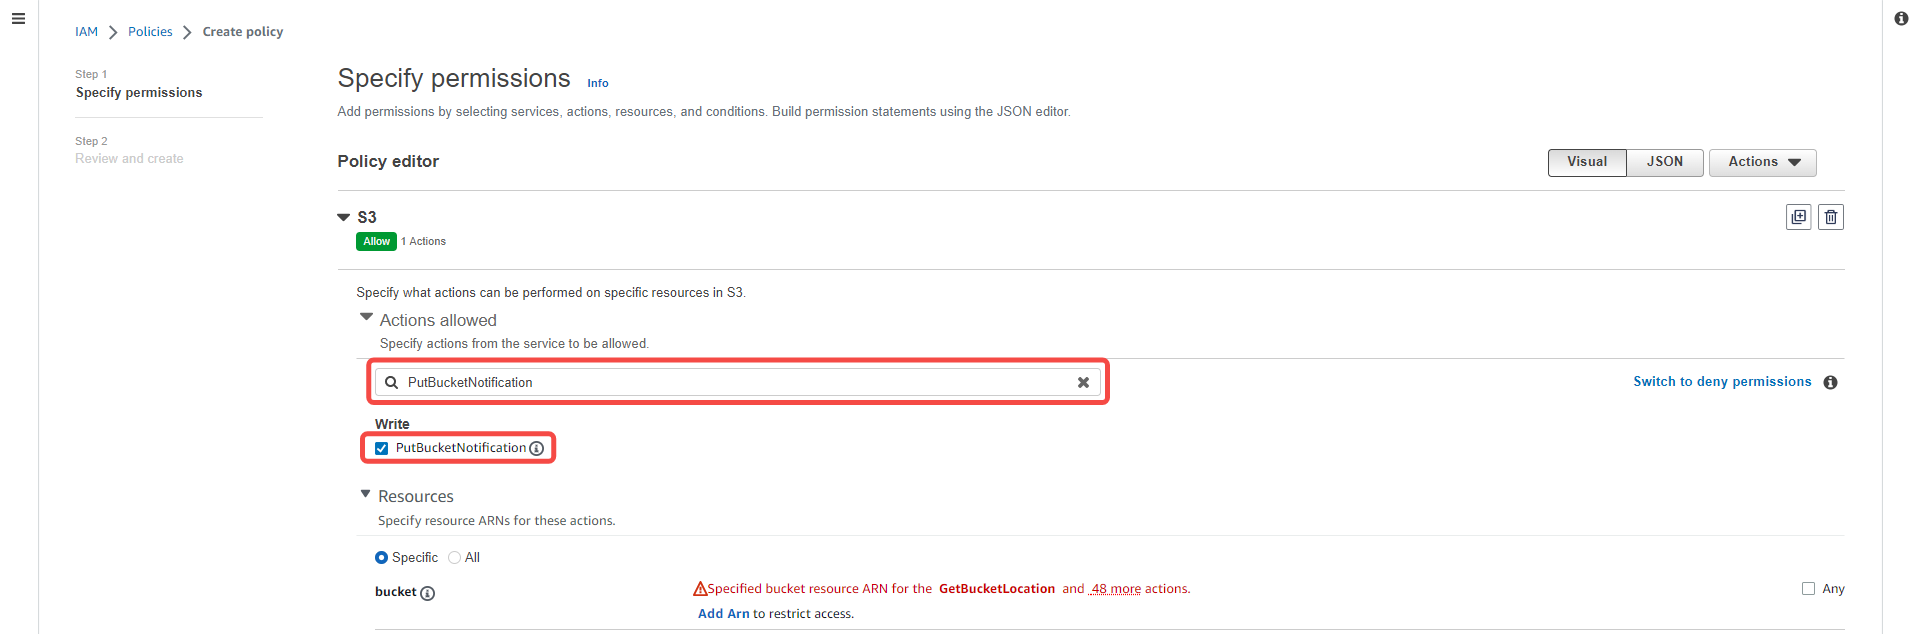 IAM > Policies > Create policy
Step 1
Specify permissions
Step 2
Review and create
Specify permissions Info
Add permissions by selecting services, actions, resources, and conditions. Build permission statements using the JSON editor.
Policy editor
Visual JSON Actions
S3
Allow 1 Actions
Specify what actions can be performed on specific resources in S3.
Actions allowed
Specify actions from the service to be allowed.
PutBucketNotification
Switch to deny permissions
Write
PutBucketNotification
Resources
Specify resource ARNs for these actions.
Specific All
bucket
Specified bucket resource ARN for the GetBucketLocation and 48 more actions.
Any
Add Arn to restrict access.